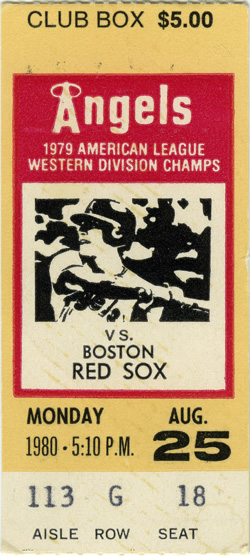 CLUB BOX $5.00
Angels
1979 AMERICAN LEAGUE
WESTERN DIVISION CHAMPS
VS.
BOSTON
RED SOX
MONDAY AUG.
1980 • 5:10 P.M. 25
113 G 18
AISLE ROW SEAT